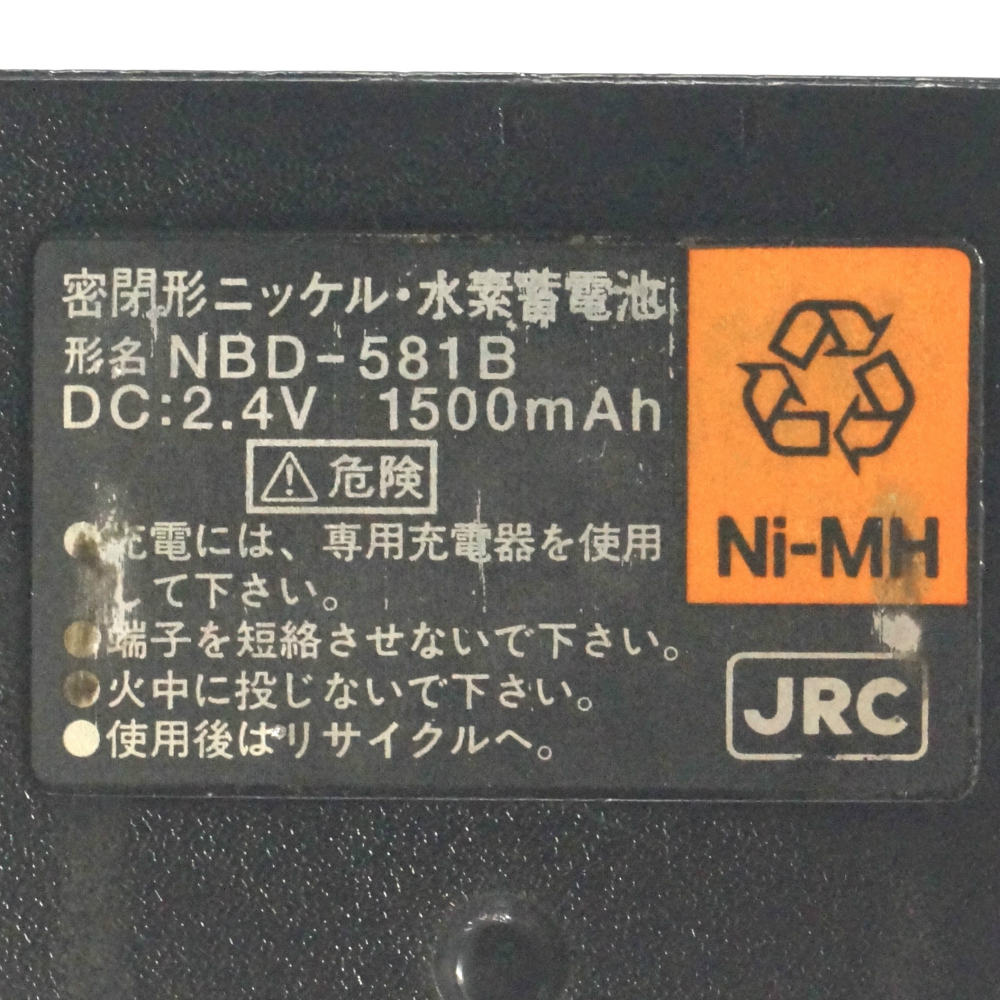 密閉形ニッケル・水素蓄電池
形名 NBD-581B
DC:2.4V 1500mAh
⚠危険
●充電には、専用充電器を使用
して下さい。
●端子を短絡させないで下さい。
●火中に投じないで下さい。
●使用後はリサイクルへ。
Ni-MH
JRC